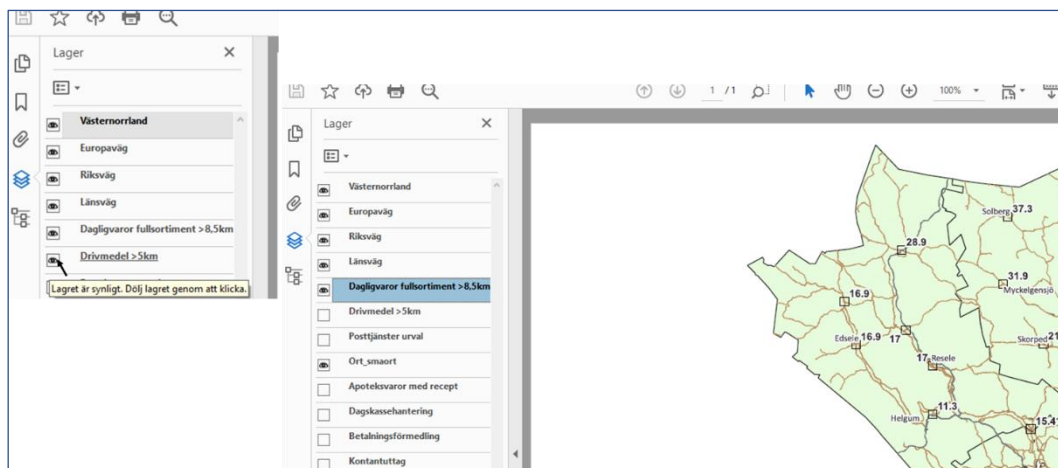 Lager
Västernorrland
Europaväg
Riksväg
Länsväg
Dagligvaror fullsortiment >8,5km
Drivmedel >5km
Lagret är synligt. Dölj lagret genom att klicka.
1 / 1
100%
Lager
Västernorrland
Europaväg
Riksväg
Länsväg
Dagligvaror fullsortiment >8,5km
Drivmedel >5km
Posttjänster urval
Ort_smaort
Apoteksvaror med recept
Dagskassehantering
Betalningsförmedling
Kontantuttag
Solberg 37.3
28.9
31.9
Myckelgensjö
16.9
Edsele 16.9 17
Skorped 21
17 Resele
11.3
Helgum
15.4